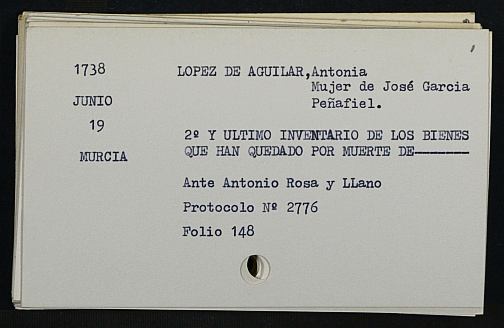 1738
LOPEZ DE AGUILAR,Antonia
Mujer de José Garcia
JUNIO
Peñafiel.
19
2º Y ULTIMO INVENTARIO DE LOS BIENES
MURCIA
QUE HAN QUEDADO POR MUERTE DE-------
Ante Antonio Rosa y LLano
Protocolo Nº 2776
Folio 148